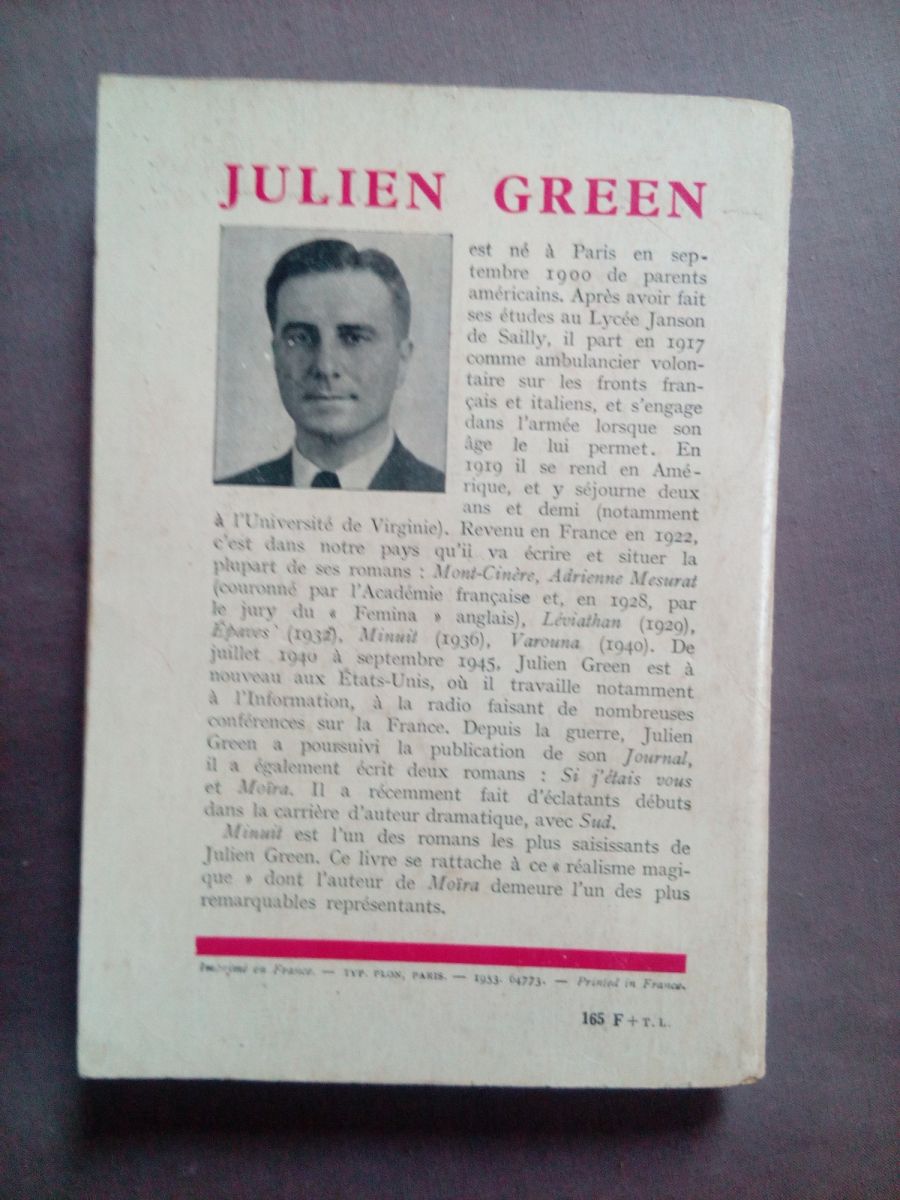 JULIEN GREEN
est né à Paris en sep-
tembre 1900 de parents
américains. Après avoir fait
ses études au Lycée Janson
de Sailly, il part en 1917
comme ambulancier volon-
taire sur les fronts fran-
çais et italiens, et s'engage
dans l'armée lorsque son
âge le lui permet. En
1919 il se rend en Amé-
rique, et y séjourne deux
ans et demi (notamment
à l'Université de Virginie). Revenu en France en 1922,
c'est dans notre pays qu'il va écrire et situer la
plupart de ses romans : Mont-Cinère, Adrienne Mesurat
(couronné par l'Académie française et, en 1928, par
le jury du « Femina » anglais), Léviathan (1929),
Épaves (1932), Minuit (1936), Varouna (1940). De
juillet 1940 à septembre 1945, Julien Green est à
nouveau aux États-Unis, où il travaille notamment
à l'Information, à la radio faisant de nombreuses
conférences sur la France. Depuis la guerre, Julien
Green a poursuivi la publication de son Journal,
il a également écrit deux romans : Si j'étais vous
et Moïra. Il a récemment fait d'éclatants débuts
dans la carrière d'auteur dramatique, avec Sud.
Minuit est l'un des romans les plus saisissants de
Julien Green. Ce livre se rattache à ce « réalisme magi-
que » dont l'auteur de Moïra demeure l'un des plus
remarquables représentants.
Imprimé en France. — TYP. PLON, PARIS. — 1953. 64773. — Printed in France.
165 F + T. L.